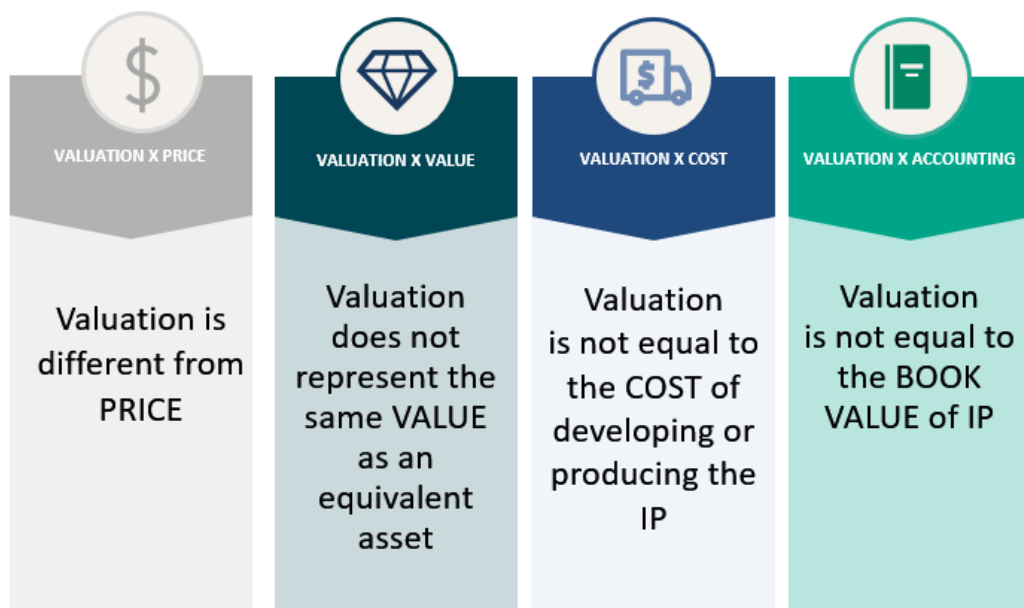 $
VALUATION X PRICE
Valuation is
different from
PRICE
VALUATION X VALUE
Valuation
does not
represent the
same VALUE
as an
equivalent
asset
$
VALUATION X COST
Valuation
is not equal to
the COST of
developing or
producing the
IP
VALUATION X ACCOUNTING
Valuation
is not equal to
the BOOK
VALUE of IP